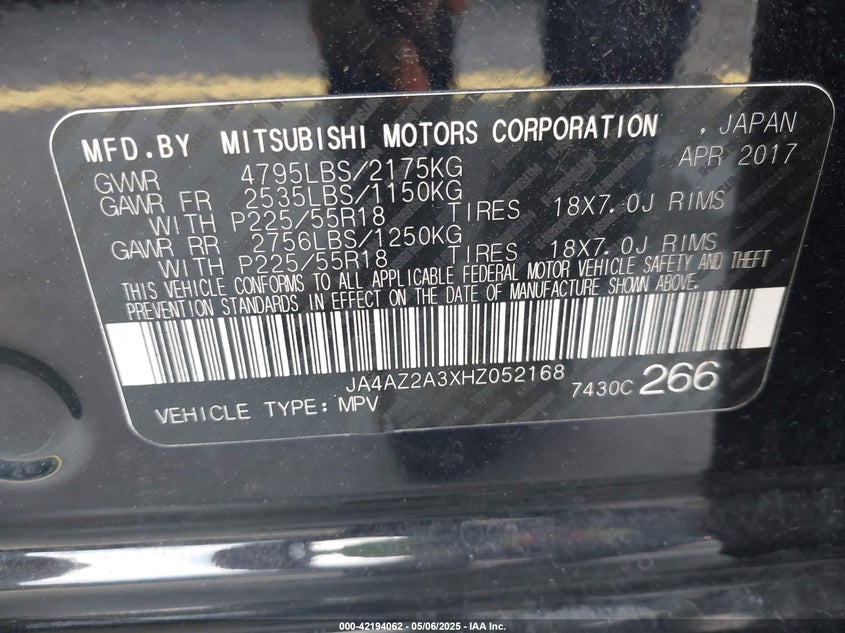 MFD.BY MITSUBISHI MOTORS CORPORATION , JAPAN
GVWR 4795LBS/2175KG APR 2017
GAWR FR 2535LBS/1150KG
WITH P225/55R18 TIRES 18X7.0J RIMS
GAWR RR 2756LBS/1250KG
WITH P225/55R18 TIRES 18X7.0J RIMS
THIS VEHICLE CONFORMS TO ALL APPLICABLE FEDERAL MOTOR VEHICLE SAFETY AND THEFT
PREVENTION STANDARDS IN EFFECT ON THE DATE OF MANUFACTURE SHOWN ABOVE.
JA4AZ2A3XHZ052168 7430C 266
VEHICLE TYPE: MPV
000-42194062 - 05/06/2025 - IAA Inc.